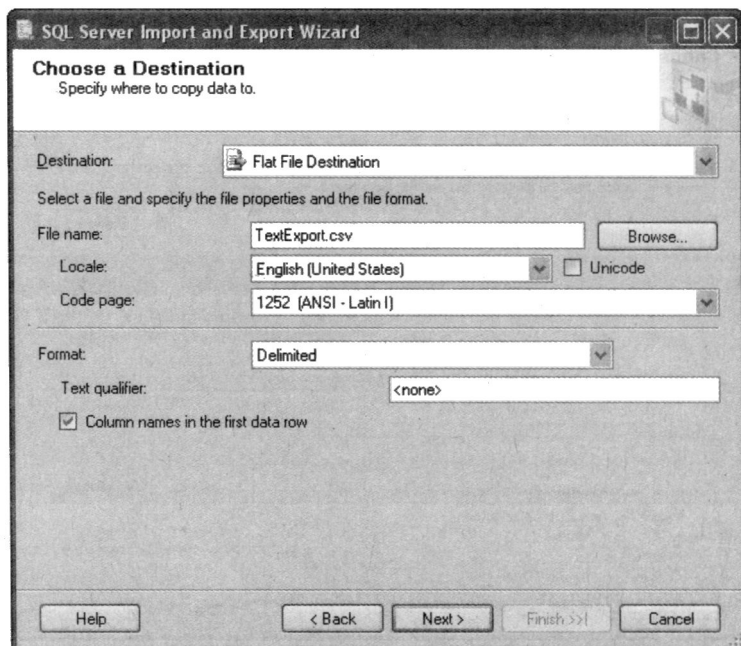 SQL Server Import and Export Wizard
Choose a Destination
Specify where to copy data to.
Destination: Flat File Destination
Select a file and specify the file properties and the file format.
File name: TextExport.csv Browse...
Locale: English (United States) Unicode
Code page: 1252 (ANSI - Latin I)
Format: Delimited
Text qualifier: <none>
Column names in the first data row
Help < Back Next > Finish >>| Cancel